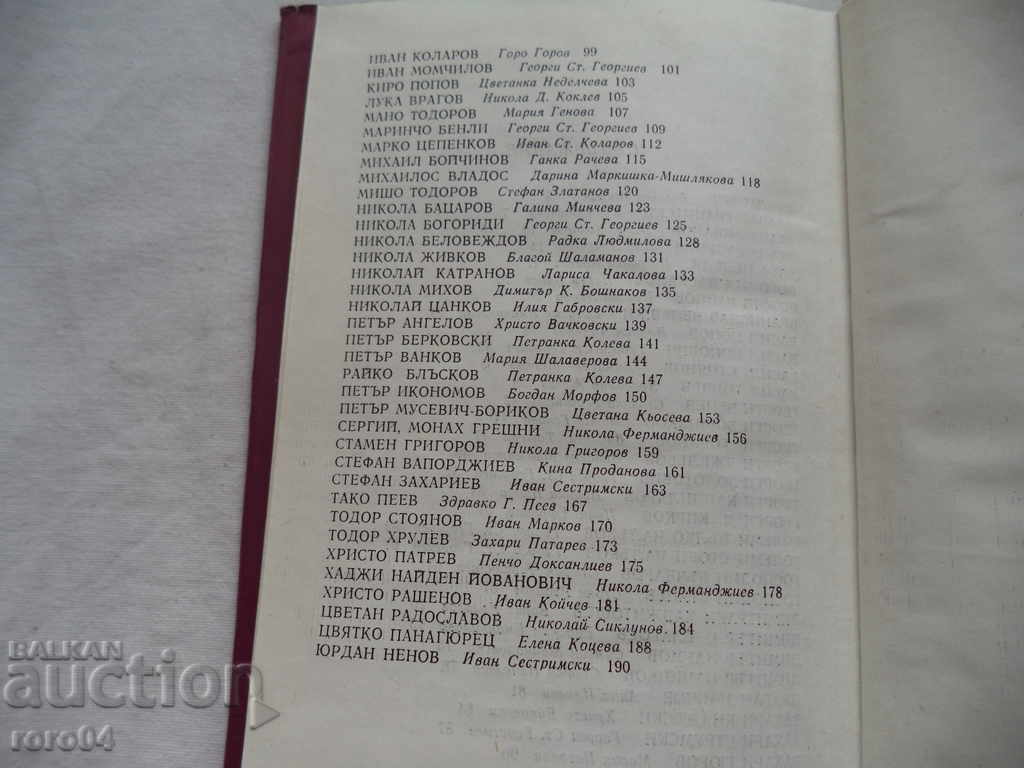 ИВАН КОЛАРОВ Горо Горов 99
ИВАН МОМЧИЛОВ Георги Ст. Георгиев 101
КИРО ПОПОВ Цветанка Неделчева 103
ЛУКА ВРАГОВ Никола Д. Коклев 105
МАНО ТОДОРОВ Мария Генова 107
МАРИНЧО БЕНЛИ Георги Ст. Георгиев 109
МАРКО ЦЕПЕНКОВ Иван Ст. Коларов 112
МИХАИЛ БОЙЧИНОВ Ганка Рачева 115
МИХАИЛОС ВЛАДОС Дарина Маркишка-Мишлякова 118
МИШО ТОДОРОВ Стефан Златанов 120
НИКОЛА БАЦАРОВ Галина Минчева 123
НИКОЛА БОГОРИДИ Георги Ст. Георгиев 125
НИКОЛА БЕЛОВЕЖДОВ Радка Людмилова 128
НИКОЛА ЖИВКОВ Благой Шаламанов 131
НИКОЛАЙ КАТРАНОВ Лариса Чакалова 133
НИКОЛА МИХОВ Димитър К. Бошнаков 135
НИКОЛАЙ ЦАНКОВ Илия Габровски 137
ПЕТЪР АНГЕЛОВ Христо Вачковски 139
ПЕТЪР БЕРКОВСКИ Петранка Колева 141
ПЕТЪР ВАНКОВ Мария Шалаверова 144
РАЙКО БЛЪСКОВ Петранка Колева 147
ПЕТЪР ИКОНОМОВ Богдан Морфов 150
ПЕТЪР МУСЕВИЧ-БОРИКОВ Цветана Кьосева 153
СЕРГИЙ, МОНАХ ГРЕШНИ Никола Ферманджиев 156
СТАМЕН ГРИГОРОВ Никола Григоров 159
СТЕФАН ВАПОРДЖИЕВ Кина Проданова 161
СТЕФАН ЗАХАРИЕВ Иван Сестримски 163
ТАКО ПЕЕВ Здравко Г. Пеев 167
ТОДОР СТОЯНОВ Иван Марков 170
ТОДОР ХРУЛЕВ Захари Патарев 173
ХРИСТО ПАТРЕВ Пенчо Доксанлиев 175
ХАДЖИ НАЙДЕН ЙОВАНОВИЧ Никола Ферманджиев 178
ХРИСТО РАШЕНОВ Иван Койчев 181
ЦВЕТАН РАДОСЛАВОВ Николай Сиклунов 184
ЦВЯТКО ПАНАГЮРЕЦ Елена Коцева 188
ЮРДАН НЕНОВ Иван Сестримски 190
BALKAN
аuction
roro04